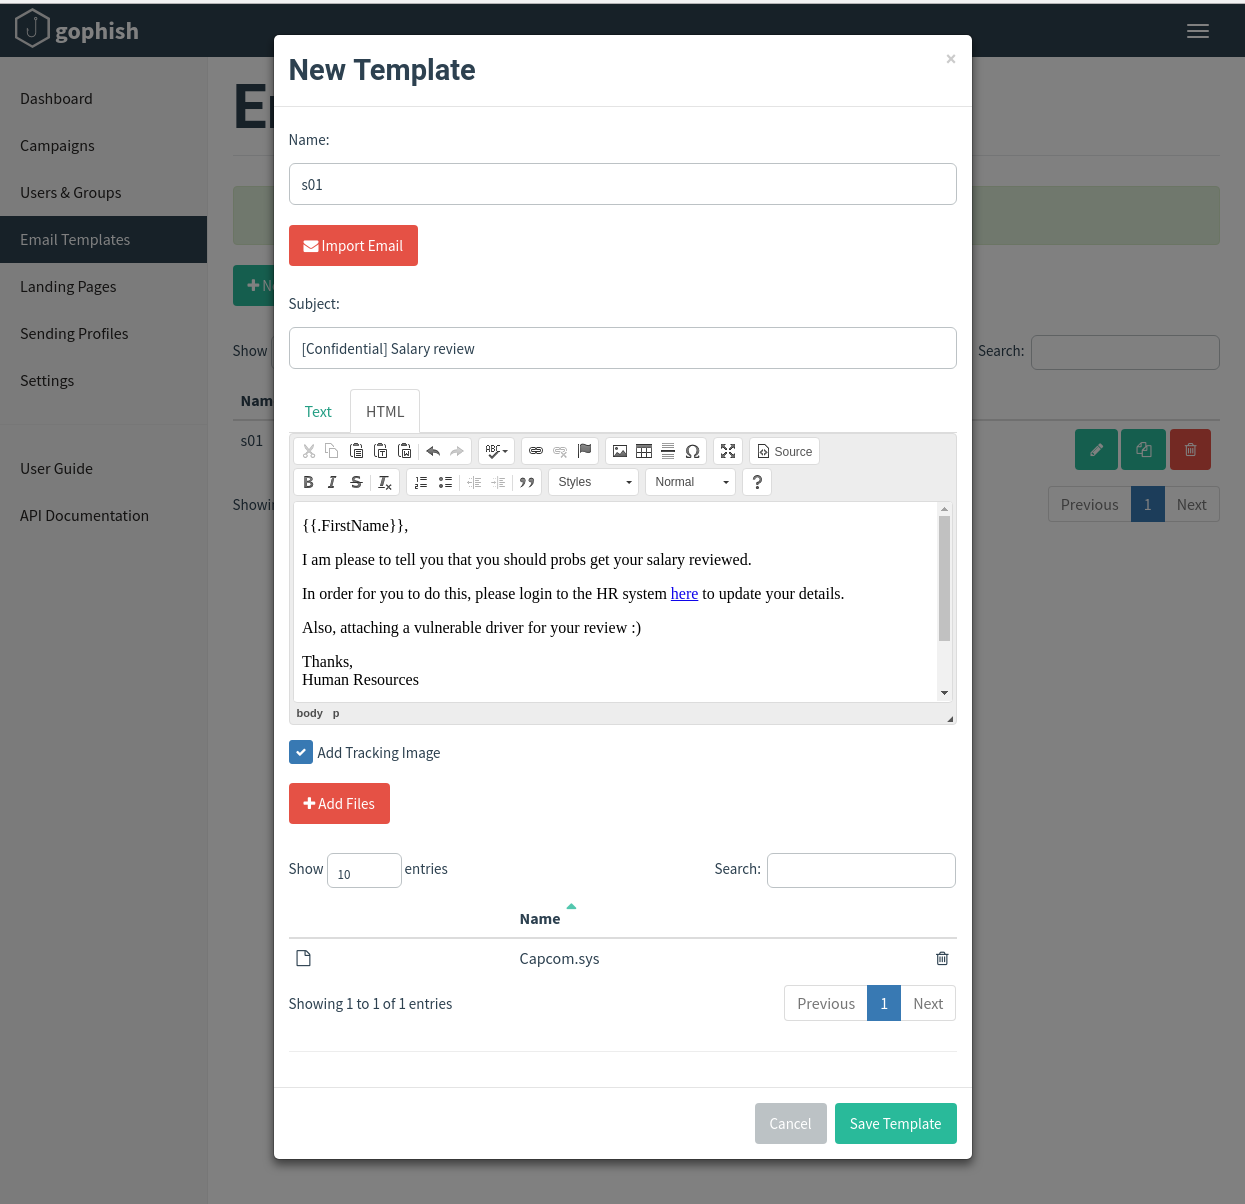 gophish
Dashboard
Campaigns
Users & Groups
Email Templates
Landing Pages
Sending Profiles
Settings
User Guide
API Documentation
Show
Search:
s01
Previous 1 Next
New Template
×
Name:
s01
Import Email
Subject:
[Confidential] Salary review
Text HTML
ABC Source
B I S Tx Styles Normal ?
{{.FirstName}},
I am please to tell you that you should probs get your salary reviewed.
In order for you to do this, please login to the HR system here to update your details.
Also, attaching a vulnerable driver for your review :)
Thanks,
Human Resources
body p
Add Tracking Image
Add Files
Show 10 entries
Search:
Name
Capcom.sys
Showing 1 to 1 of 1 entries
Previous 1 Next
Cancel Save Template